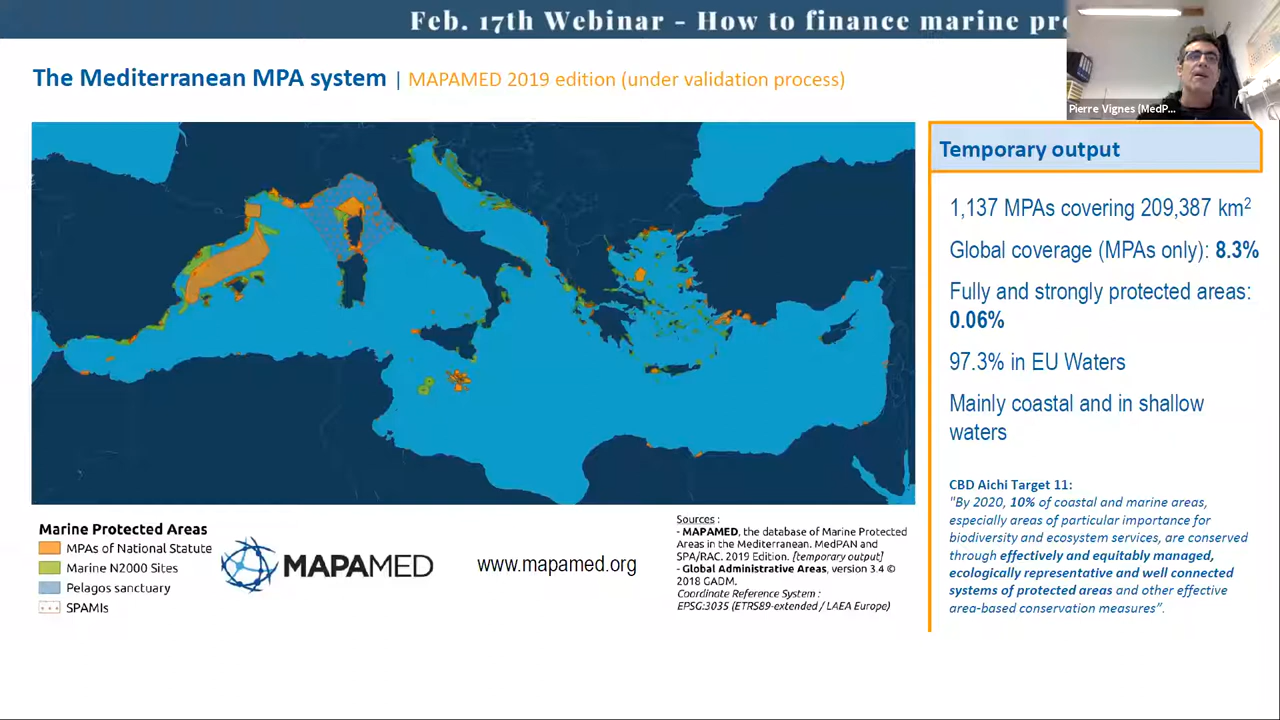 Feb. 17th Webinar - How to finance marine
The Mediterranean MPA system | MAPAMED 2019 edition (under validation process)
Pierre Vignes (MedP...
Temporary output
1,137 MPAs covering 209,387 km²
Global coverage (MPAs only): 8.3%
Fully and strongly protected areas:
0.06%
97.3% in EU Waters
Mainly coastal and in shallow
waters
CBD Aichi Target 11:
"By 2020, 10% of coastal and marine areas,
especially areas of particular importance for
biodiversity and ecosystem services, are conserved
through effectively and equitably managed,
ecologically representative and well connected
systems of protected areas and other effective
area-based conservation measures”.
Marine Protected Areas
MPAs of National Statute
Marine N2000 Sites
Pelagos sanctuary
SPAMIs
MAPAMED
www.mapamed.org
Sources :
- MAPAMED, the database of Marine Protected
Areas in the Mediterranean. MedPAN and
SPA/RAC. 2019 Edition. [temporary output]
- Global Administrative Areas, version 3.4 ©
2018 GADM.
Coordinate Reference System :
EPSG:3035 (ETRS89-extended / LAEA Europe)